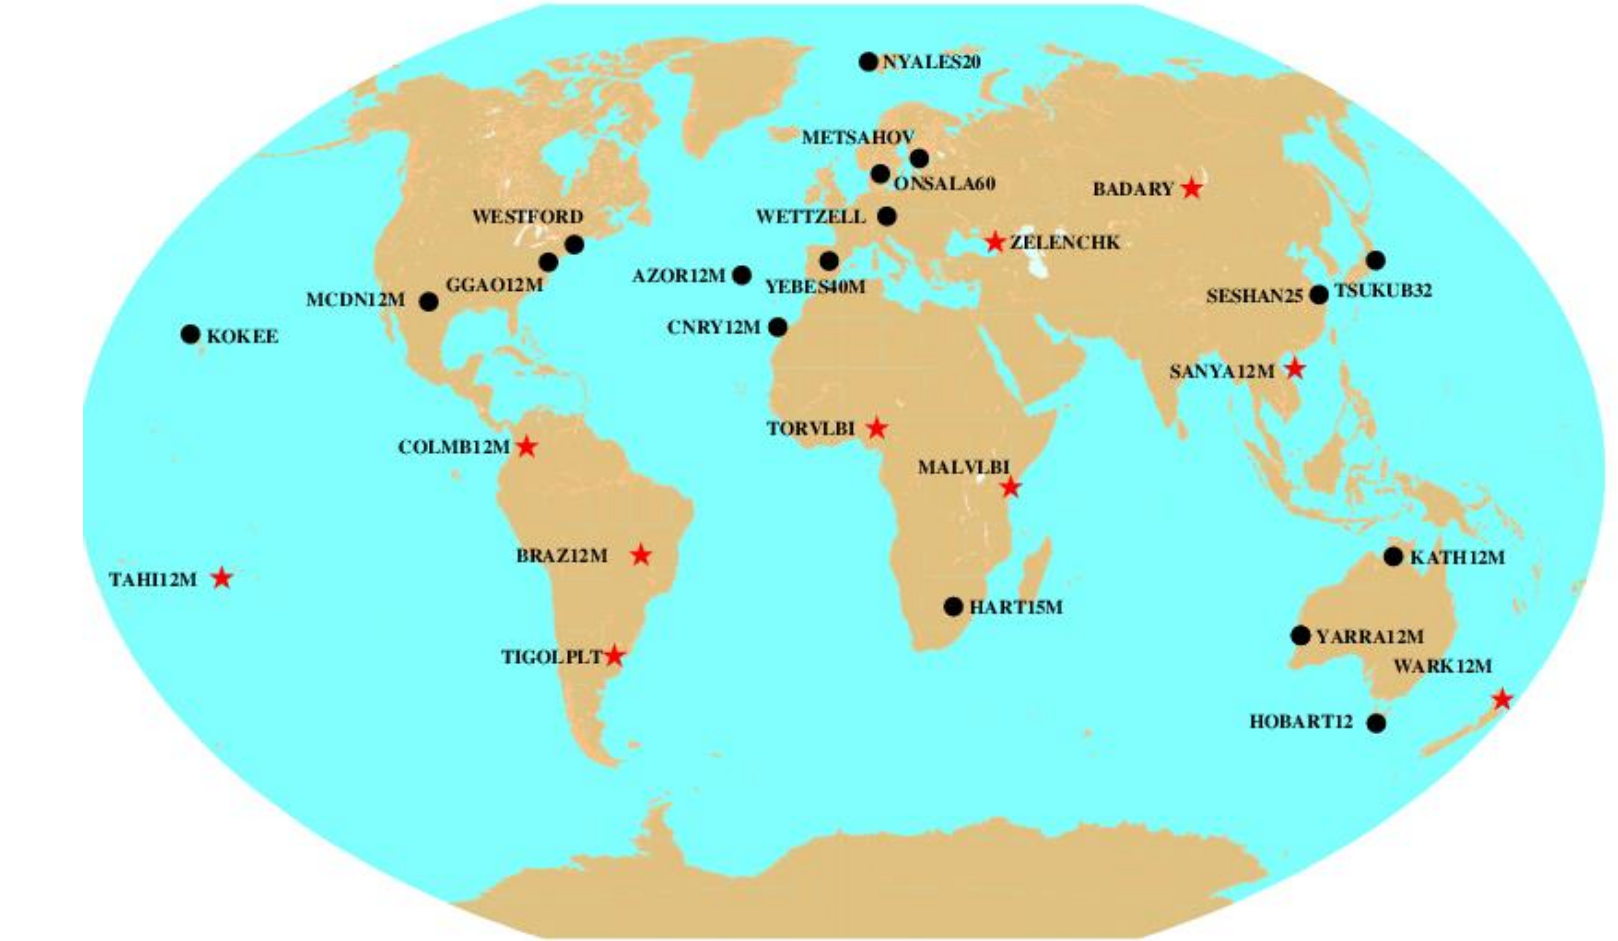 NYALES20
METSAHOV
ONSALA60
BADARY
WESTFORD
WETTZELL
ZELENCHK
AZOR12M
GGAO12M
YEBES40M
MCDN12M
SESHAN25
TSUKUB32
KOKEE
CNRY12M
SANYA12M
TORVLBI
COLMB12M
MALVLBI
BRAZ12M
KATH12M
TAHI12M
HART15M
YARRA12M
TIGOLPLT
WARK12M
HOBART12